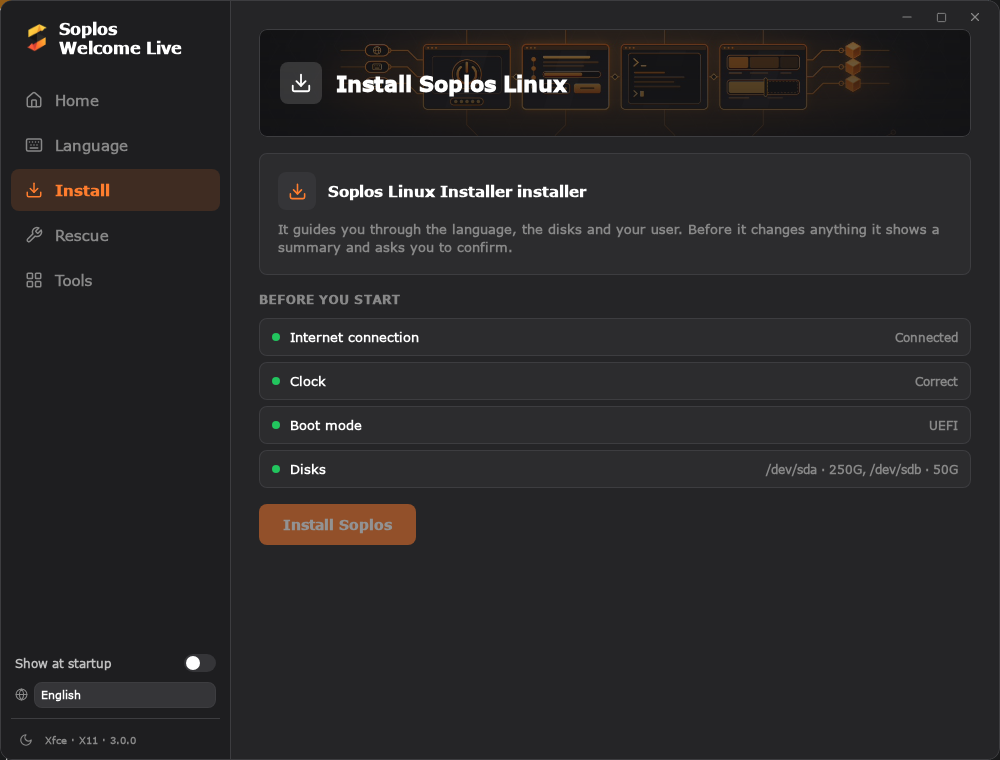 Soplos
Welcome Live
Home
Language
Install
Rescue
Tools
Show at startup
English
Xfce · X11 · 3.0.0
Install Soplos Linux
Soplos Linux Installer installer
It guides you through the language, the disks and your user. Before it changes anything it shows a
summary and asks you to confirm.
BEFORE YOU START
Internet connection
Connected
Clock
Correct
Boot mode
UEFI
Disks
/dev/sda · 250G, /dev/sdb · 50G
Install Soplos